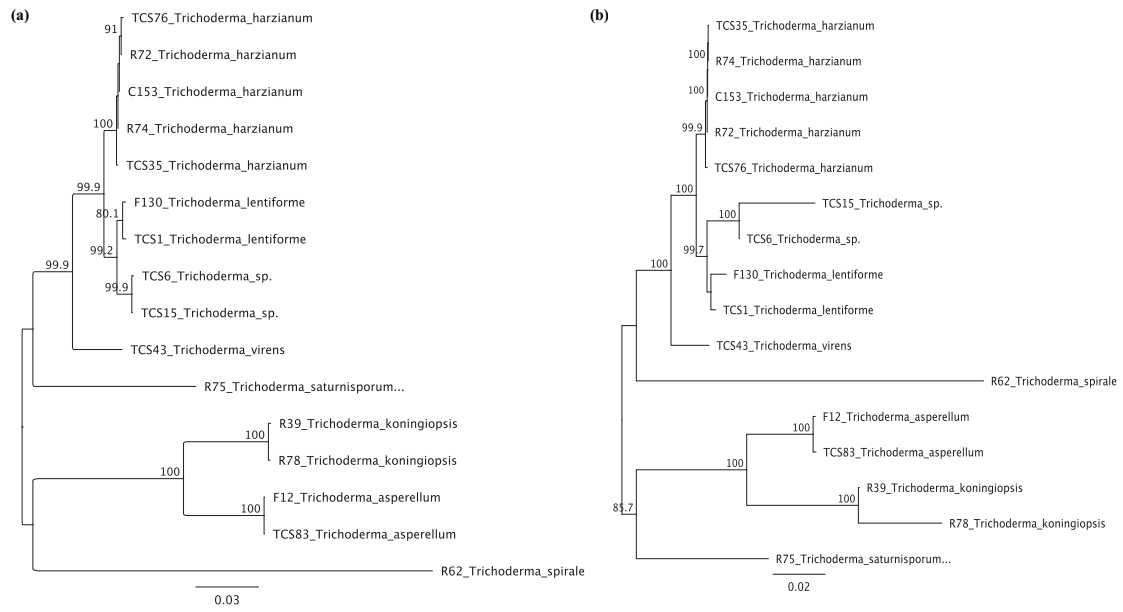 (a)
TCS76_Trichoderma_harzianum
91
R72_Trichoderma_harzianum
C153_Trichoderma_harzianum
100
R74_Trichoderma_harzianum
TCS35_Trichoderma_harzianum
99.9
F130_Trichoderma_lentiforme
80.1
TCS1_Trichoderma_lentiforme
99.2
99.9
TCS6_Trichoderma_sp.
99.9
TCS15_Trichoderma_sp.
TCS43_Trichoderma_virens
R75_Trichoderma_saturnisporum...
R39_Trichoderma_koningiopsis
100
R78_Trichoderma_koningiopsis
100
F12_Trichoderma_asperellum
100
TCS83_Trichoderma_asperellum
R62_Trichoderma_spirale
0.03
(b)
TCS35_Trichoderma_harzianum
100
R74_Trichoderma_harzianum
100
C153_Trichoderma_harzianum
99.9
R72_Trichoderma_harzianum
TCS76_Trichoderma_harzianum
100
TCS15_Trichoderma_sp.
100
TCS6_Trichoderma_sp.
99.7
100
F130_Trichoderma_lentiforme
TCS1_Trichoderma_lentiforme
TCS43_Trichoderma_virens
R62_Trichoderma_spirale
F12_Trichoderma_asperellum
100
TCS83_Trichoderma_asperellum
100
R39_Trichoderma_koningiopsis
100
R78_Trichoderma_koningiopsis
85.7
R75_Trichoderma_saturnisporum...
0.02